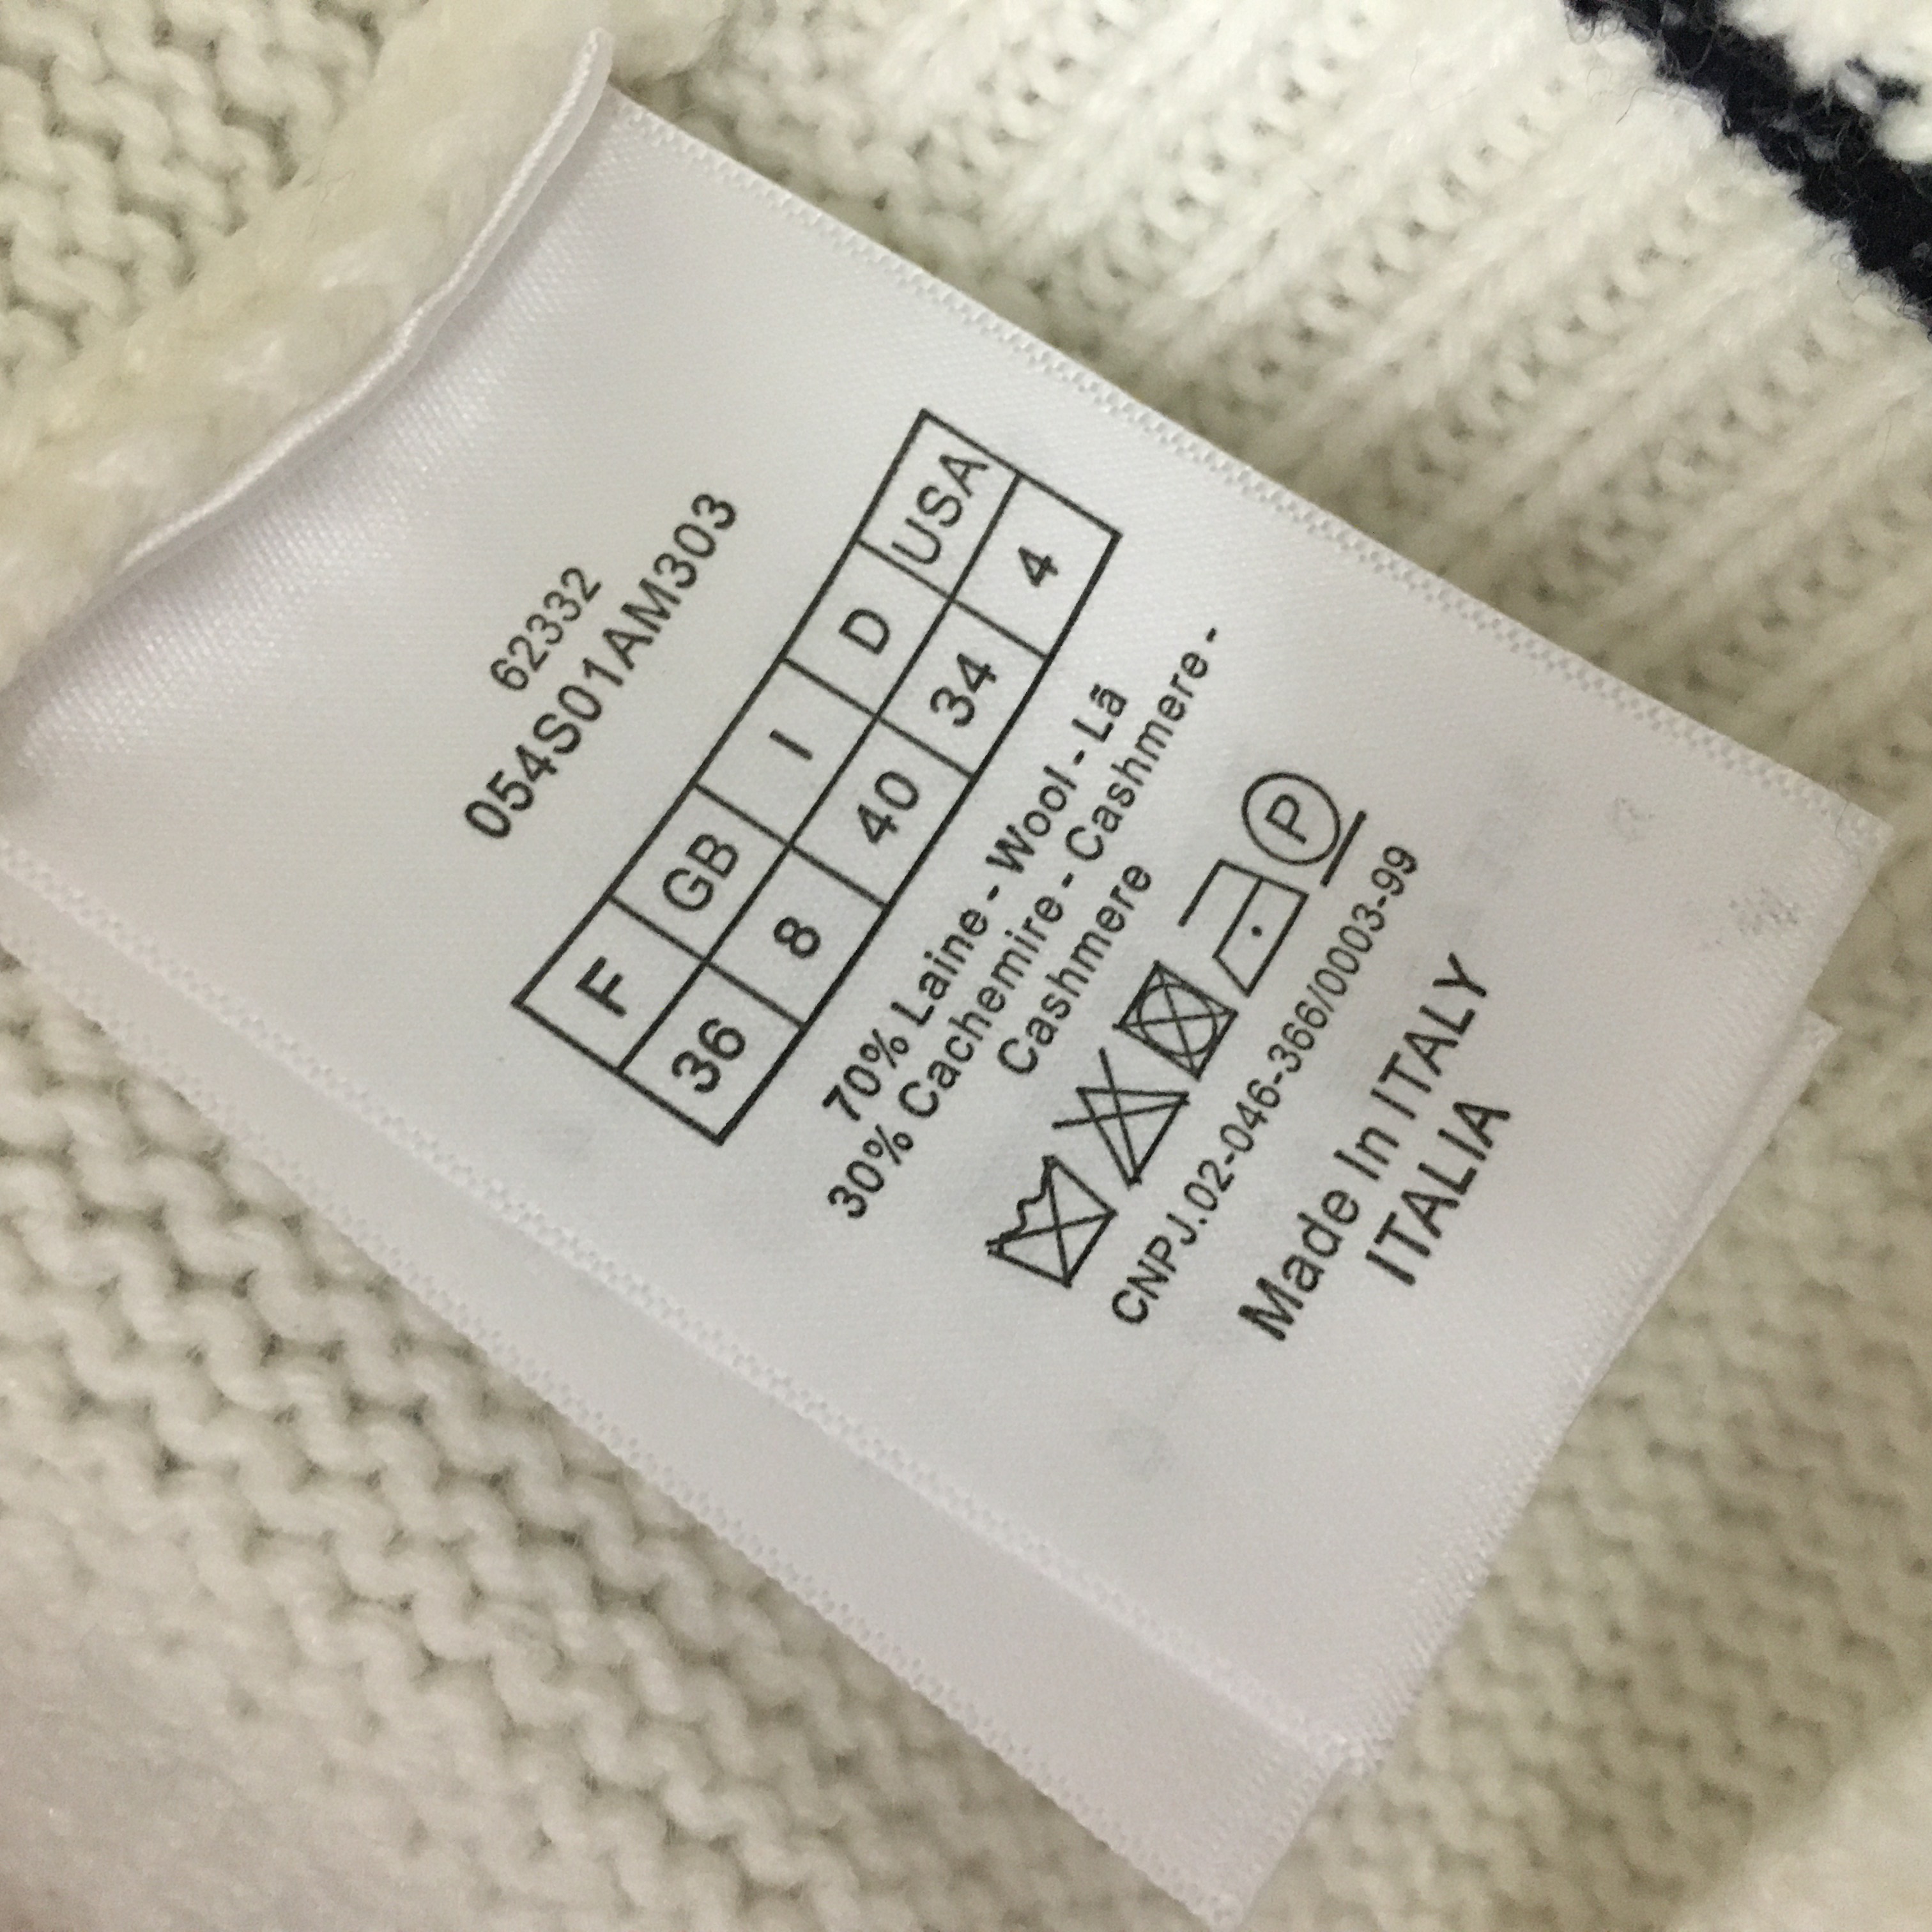 62332
054S01AM303
F GB I D USA
36 8 40 34 4
70% Laine - Wool - Lã
30% Cachemire - Cashmere -
Cashmere
P
CNPJ.02-046-366/0003-99
Made In ITALY
ITALIA